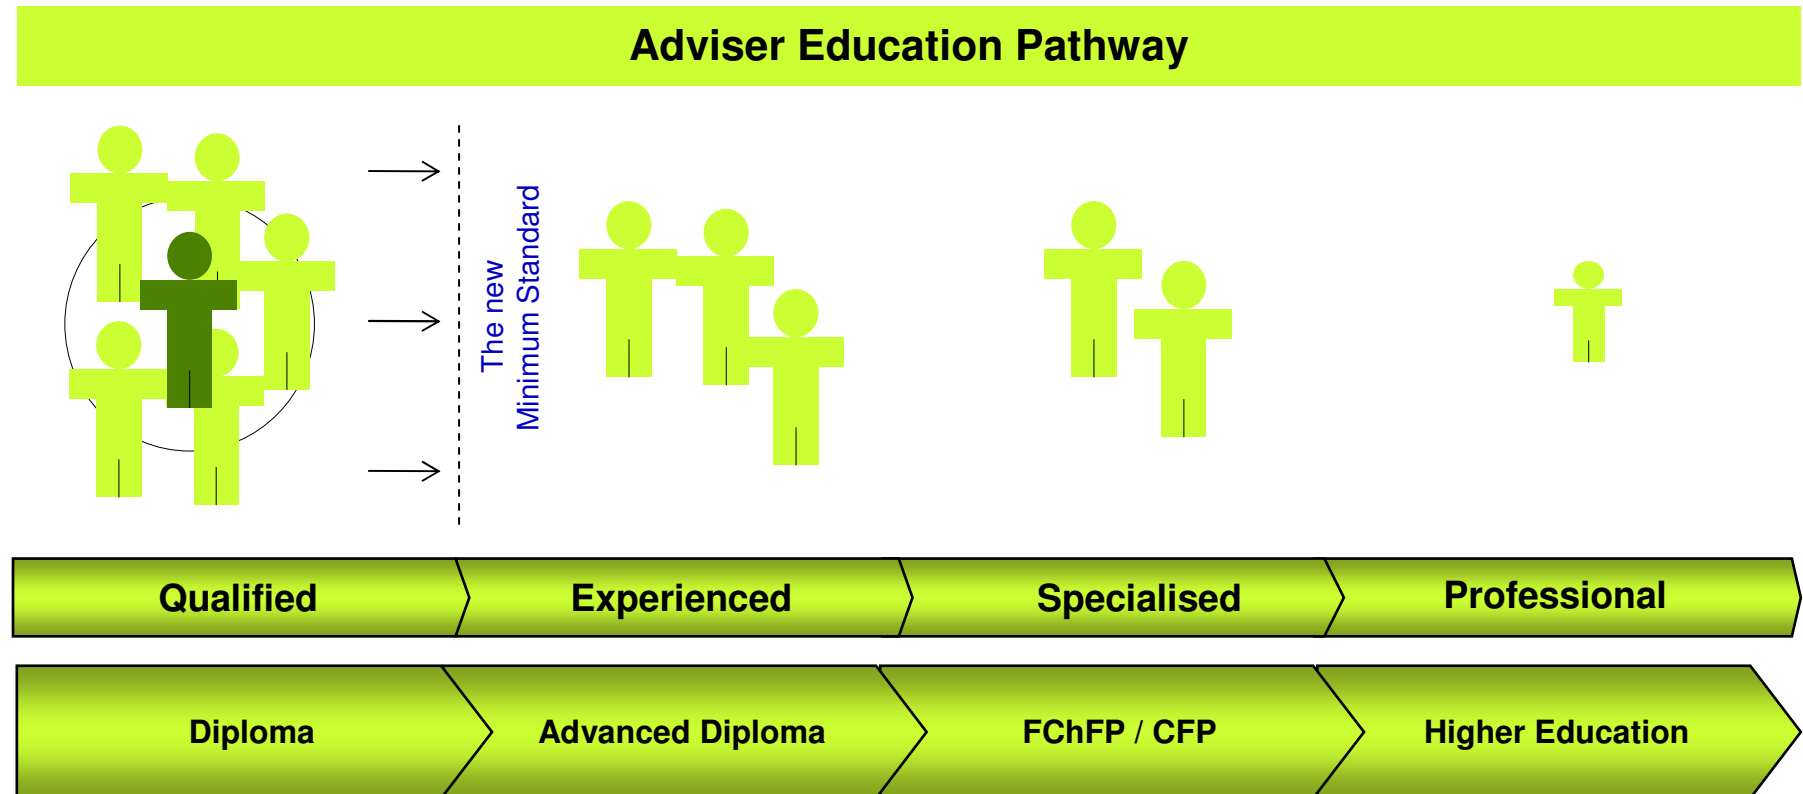 Adviser Education Pathway
The new
Minimum Standard
Qualified
Experienced
Specialised
Professional
Diploma
Advanced Diploma
FChFP / CFP
Higher Education